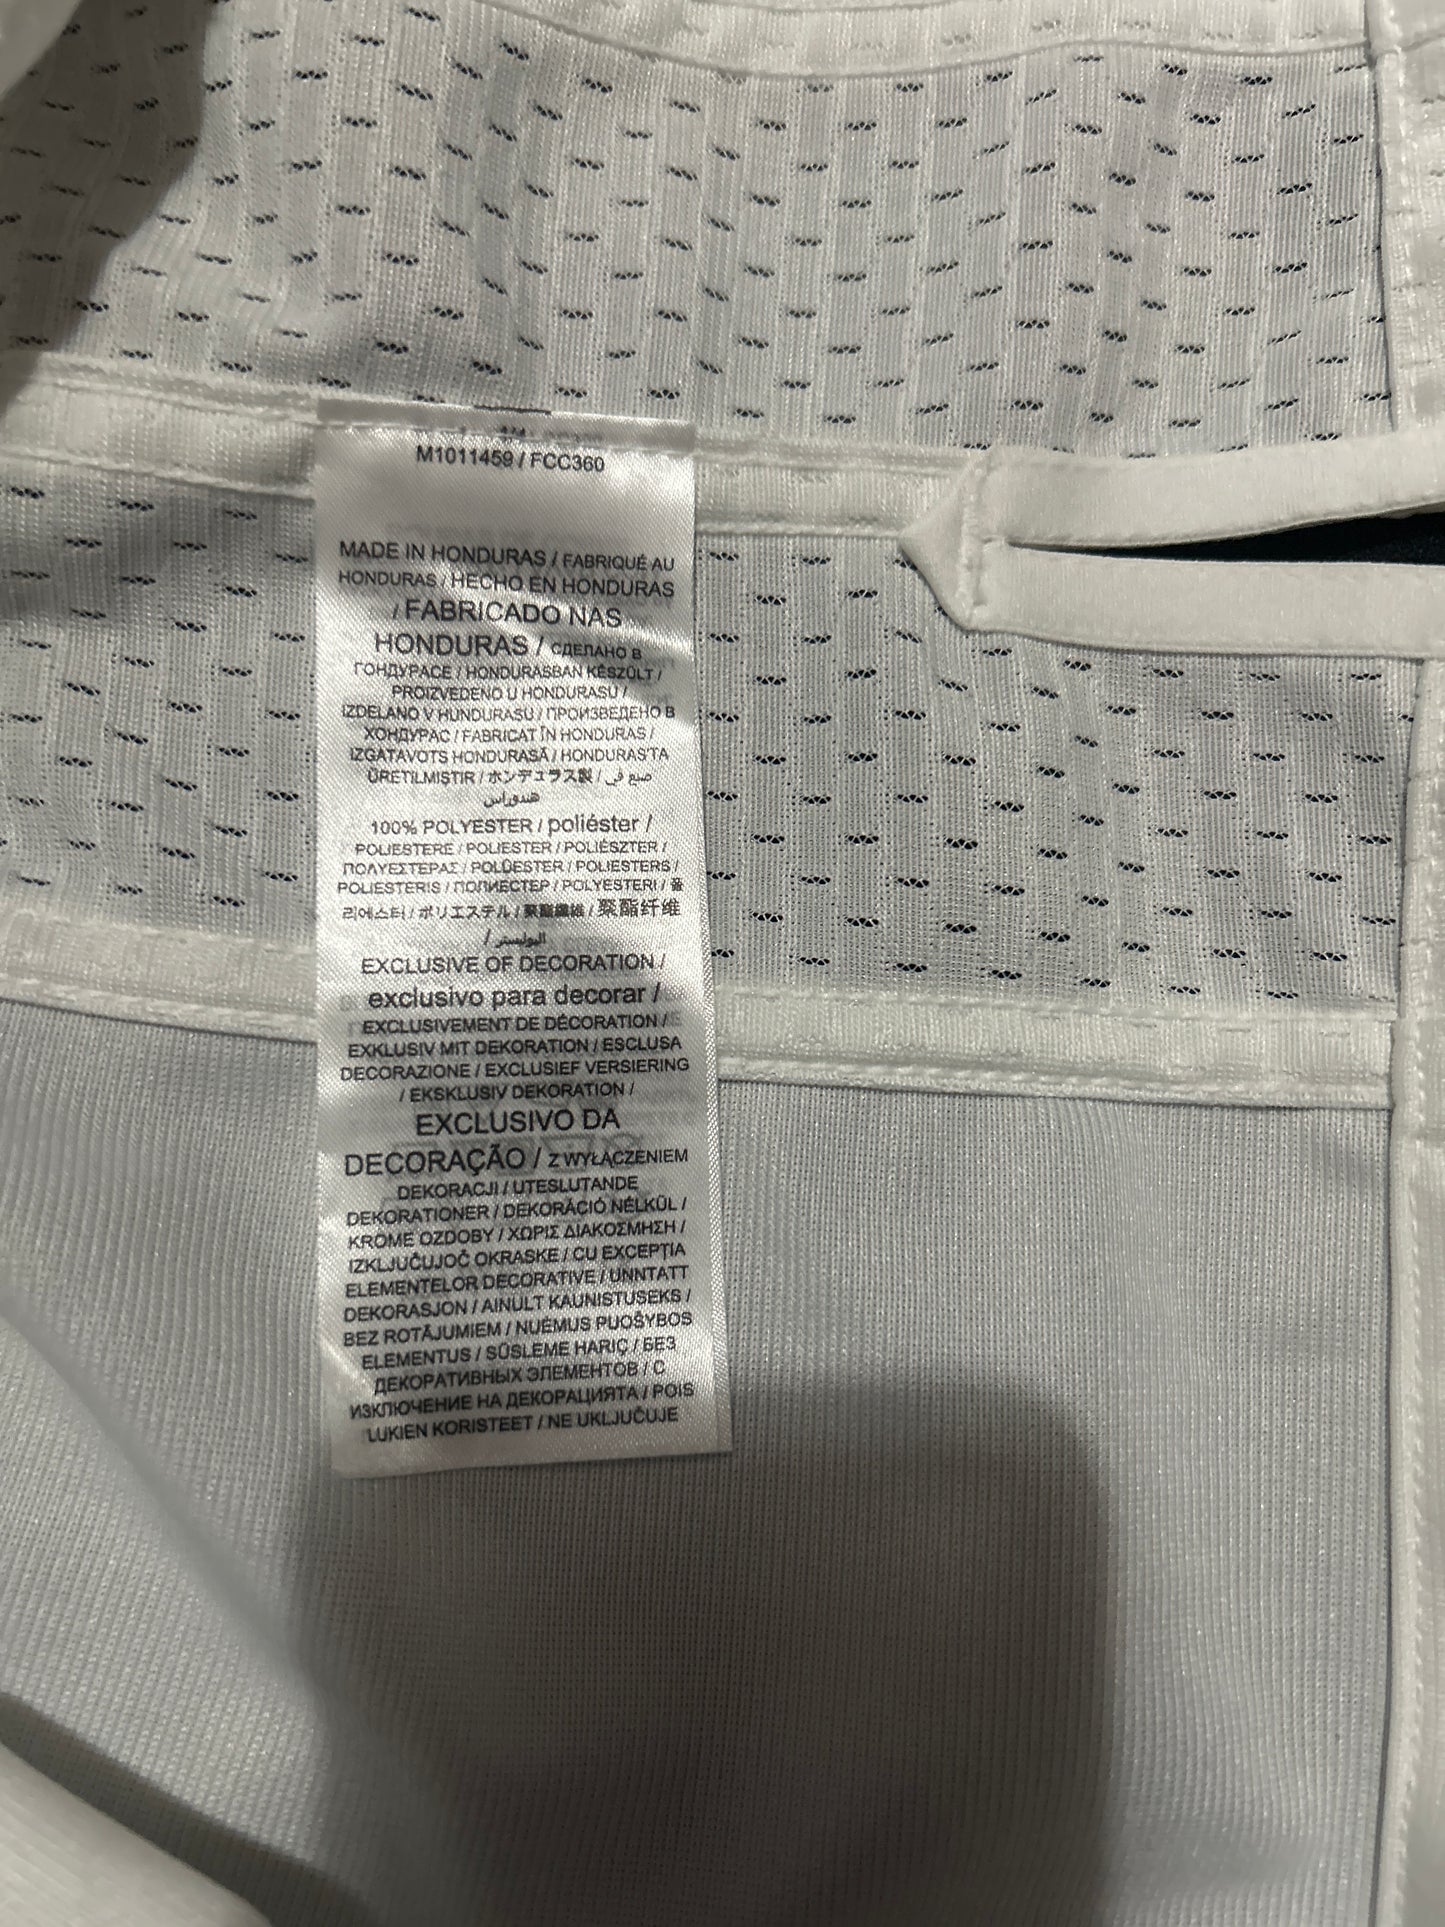 M1011459 / FCC360
MADE IN HONDURAS / FABRIQUÉ AU
HONDURAS / HECHO EN HONDURAS
/ FABRICADO NAS
HONDURAS / СДЕЛАНО В
ГОНДУРАСЕ / HONDURASBAN KÉSZÜLT /
PROIZVEDENO U HONDURASU /
IZDELANO V HUNDURASU / ПРОИЗВЕДЕНО В
ХОНДУРАС / FABRICAT ÎN HONDURAS /
IZGATAVOTS HONDURASĀ / HONDURAS'TA
ÜRETILMIŞTIR / ホンデュラス製 / صنع في
هندوراس
100% POLYESTER / poliéster /
POLIESTERE / POLIESTER / POLIÉSZTER /
ΠΟΛΥΕΣΤΕΡΑΣ / POLÜESTER / POLIESTERS /
POLIESTERIS / ПОЛИЕСТЕР / POLYESTERI / 폴
리에스터 / ポリエステル / 聚酯纖維 / 聚酯纤维
/ البوليستر
EXCLUSIVE OF DECORATION /
exclusivo para decorar /
EXCLUSIVEMENT DE DÉCORATION /
EXKLUSIV MIT DEKORATION / ESCLUSA
DECORAZIONE / EXCLUSIEF VERSIERING
/ EKSKLUSIV DEKORATION /
EXCLUSIVO DA
DECORAÇÃO / Z WYŁĄCZENIEM
DEKORACJI / UTESLUTANDE
DEKORATIONER / DEKORÁCIÓ NÉLKÜL /
KROMĚ OZDOBY / ΧΩΡΙΣ ΔΙΑΚΟΣΜΗΣΗ /
IZKLJUČUJOČ OKRASKE / CU EXCEPȚIA
ELEMENTELOR DECORATIVE / UNNTATT
DEKORASJON / AINULT KAUNISTUSEKS /
BEZ ROTĀJUMIEM / NUĖMUS PUOŠYBOS
ELEMENTUS / SÜSLEME HARIÇ / БЕЗ
ДЕКОРАТИВНЫХ ЭЛЕМЕНТОВ / С
ИЗКЛЮЧЕНИЕ НА ДЕКОРАЦИЯТА / POIS
LUKIEN KORISTEET / NE UKLJUČUJE